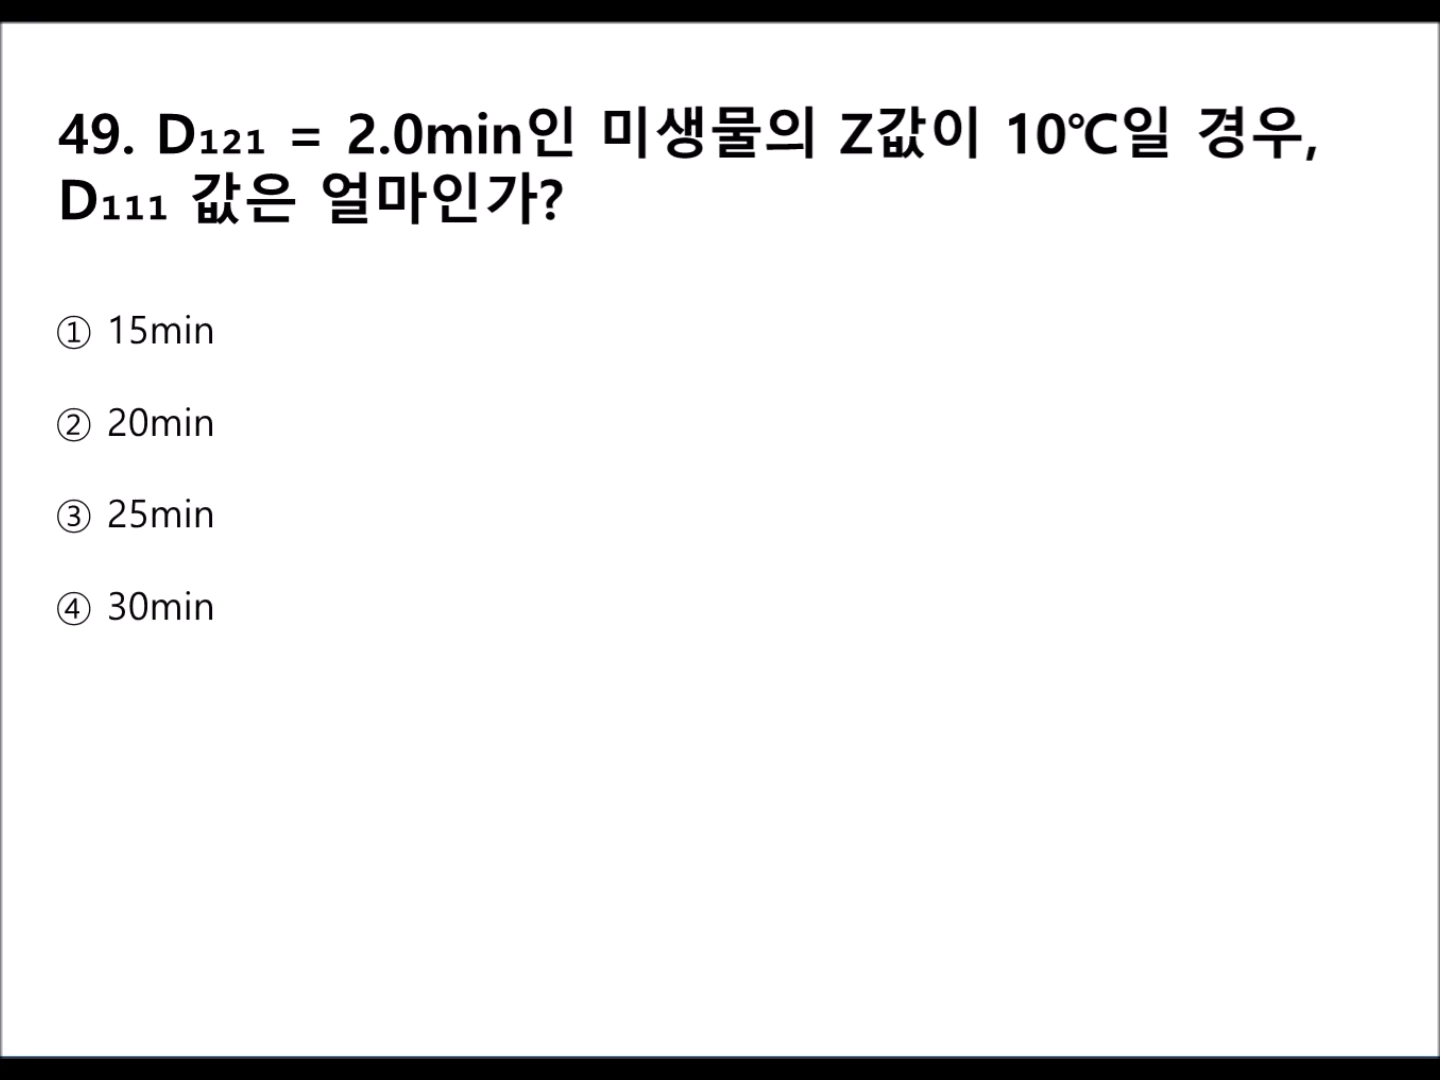 49. D₁₂₁ = 2.0min인 미생물의 Z값이 10℃일 경우,
D₁₁₁ 값은 얼마인가?
① 15min
② 20min
③ 25min
④ 30min